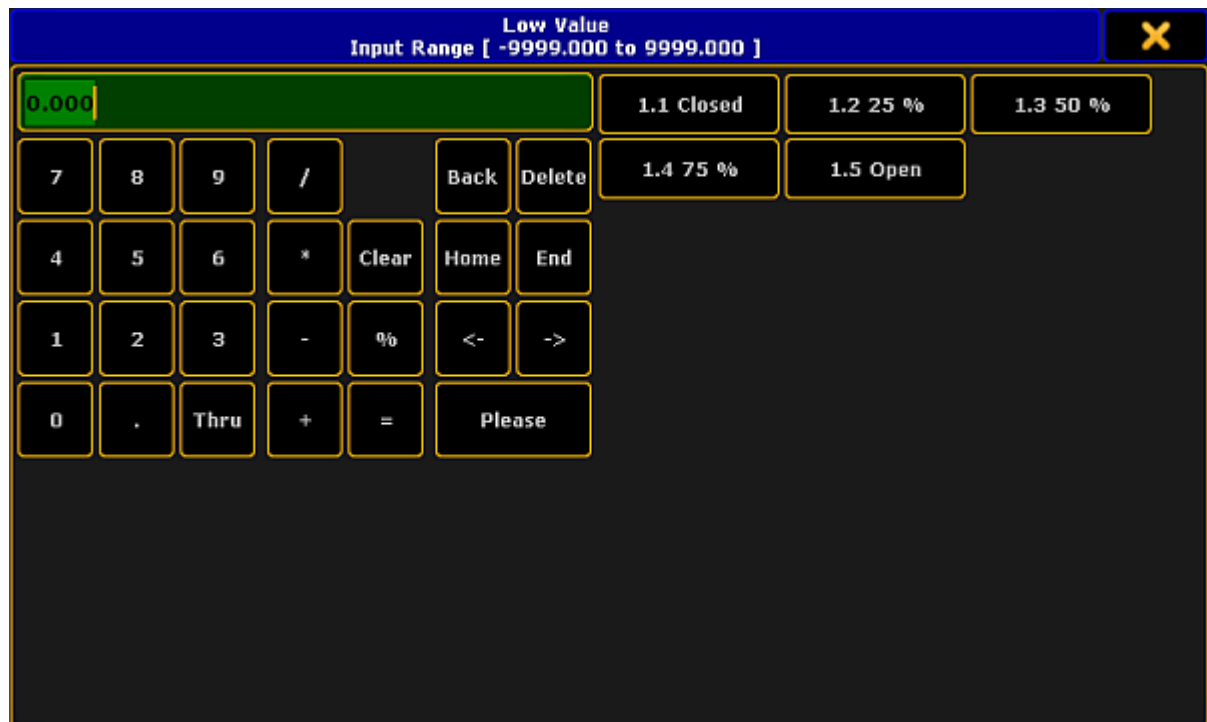 Low Value
Input Range [ -9999.000 to 9999.000 ]
0.000
1.1 Closed
1.2 25 %
1.3 50 %
7
8
9
/
Back
Delete
1.4 75 %
1.5 Open
4
5
6
*
Clear
Home
End
1
2
3
-
%
<-
->
0
.
Thru
+
=
Please